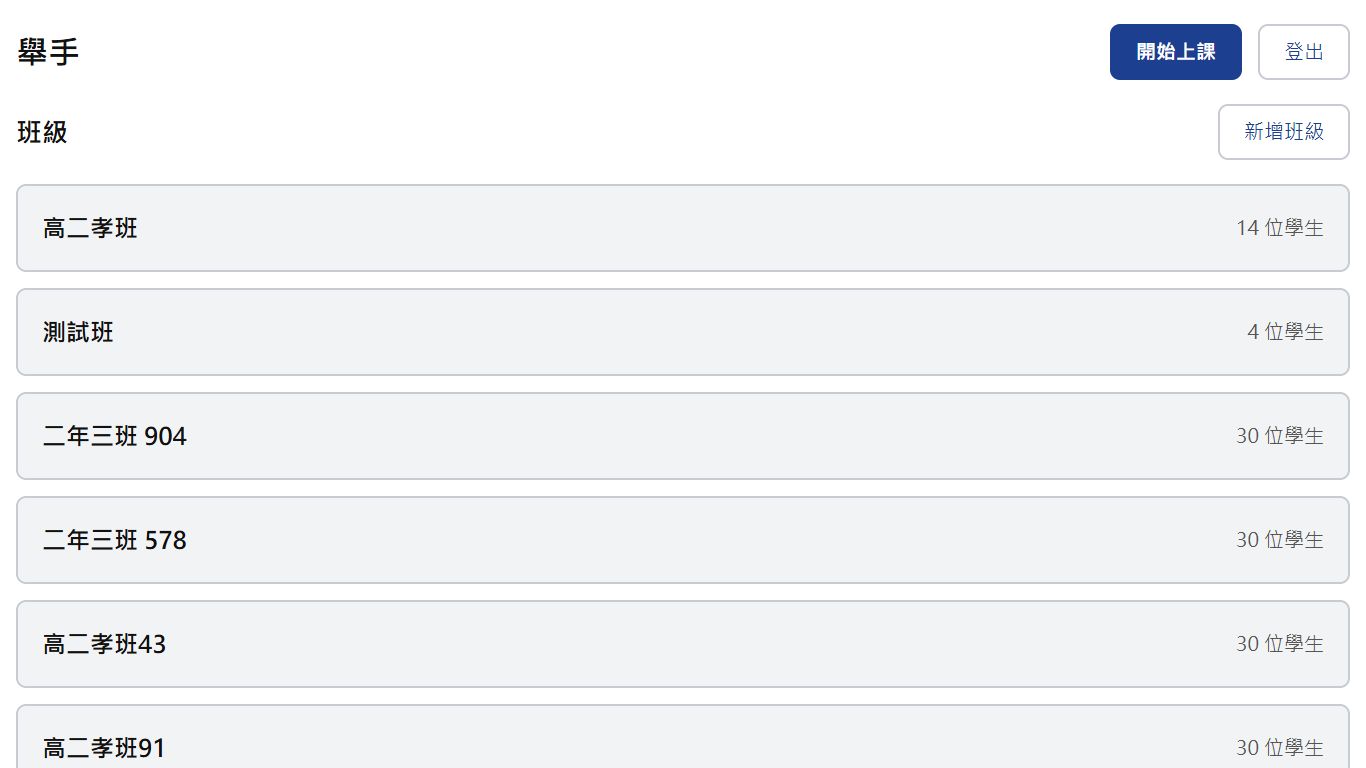 舉手
開始上課
登出
班級
新增班級
高二孝班
14 位學生
測試班
4 位學生
二年三班 904
30 位學生
二年三班 578
30 位學生
高二孝班43
30 位學生
高二孝班91
30 位學生